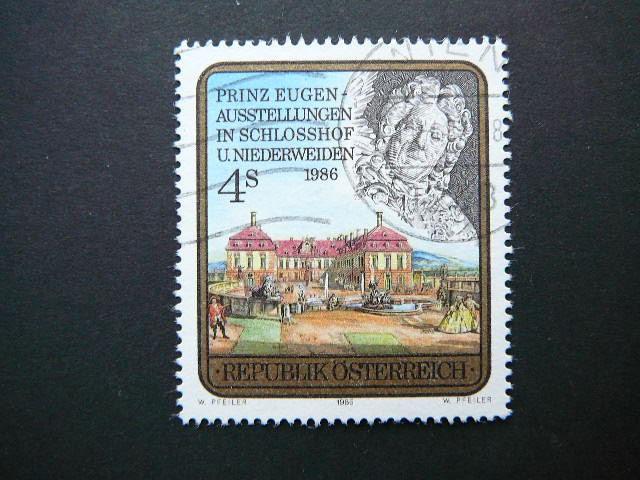 PRINZ EUGEN-
AUSSTELLUNGEN
IN SCHLOSSHOF
U. NIEDERWEIDEN
1986
4S
· REPUBLIK ÖSTERREICH ·
W. PFEILER 1986 W. PFEILER